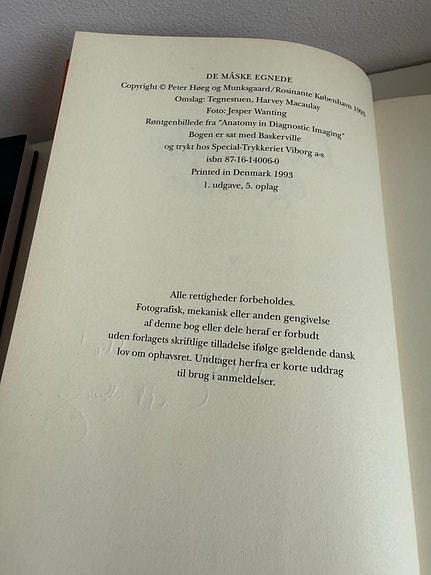 DE MÅSKE EGNEDE
Copyright © Peter Høeg og Munksgaard/Rosinante København 1993
Omslag: Tegnestuen, Harvey Macaulay
Foto: Jesper Wanting
Røntgenbillede fra "Anatomy in Diagnostic Imaging"
Bogen er sat med Baskerville
og trykt hos Special-Trykkeriet Viborg a-s
isbn 87-16-14006-0
Printed in Denmark 1993
1. udgave, 5. oplag
Alle rettigheder forbeholdes.
Fotografisk, mekanisk eller anden gengivelse
af denne bog eller dele heraf er forbudt
uden forlagets skriftlige tilladelse ifølge gældende dansk
lov om ophavsret. Undtaget herfra er korte uddrag
til brug i anmeldelser.